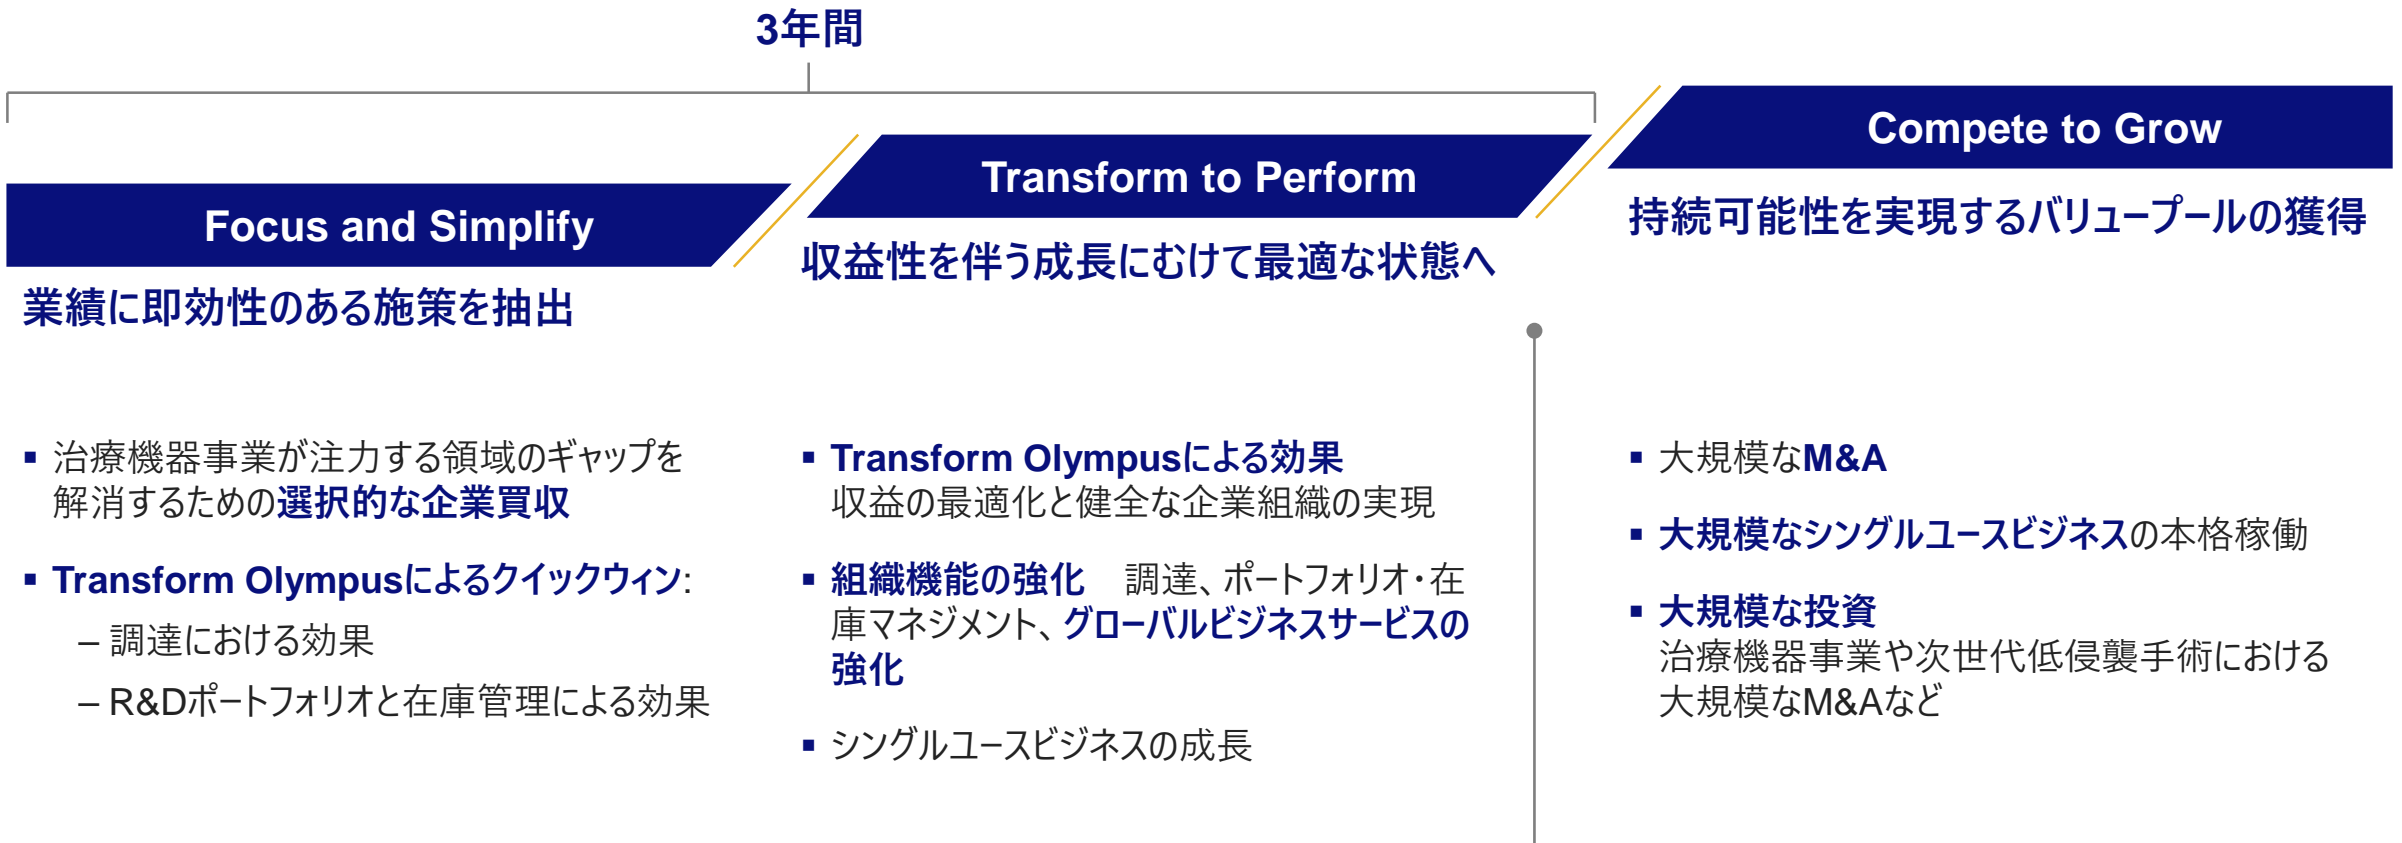 3年間
Focus and Simplify
業績に即効性のある施策を抽出
▪ 治療機器事業が注力する領域のギャップを
解消するための選択的な企業買収
▪ Transform Olympusによるクイックウィン:
– 調達における効果
– R&Dポートフォリオと在庫管理による効果
Transform to Perform
収益性を伴う成長にむけて最適な状態へ
▪ Transform Olympusによる効果
収益の最適化と健全な企業組織の実現
▪ 組織機能の強化　調達、ポートフォリオ・在
庫マネジメント、グローバルビジネスサービスの
強化
▪ シングルユースビジネスの成長
Compete to Grow
持続可能性を実現するバリュープールの獲得
▪ 大規模なM&A
▪ 大規模なシングルユースビジネスの本格稼働
▪ 大規模な投資
治療機器事業や次世代低侵襲手術における
大規模なM&Aなど